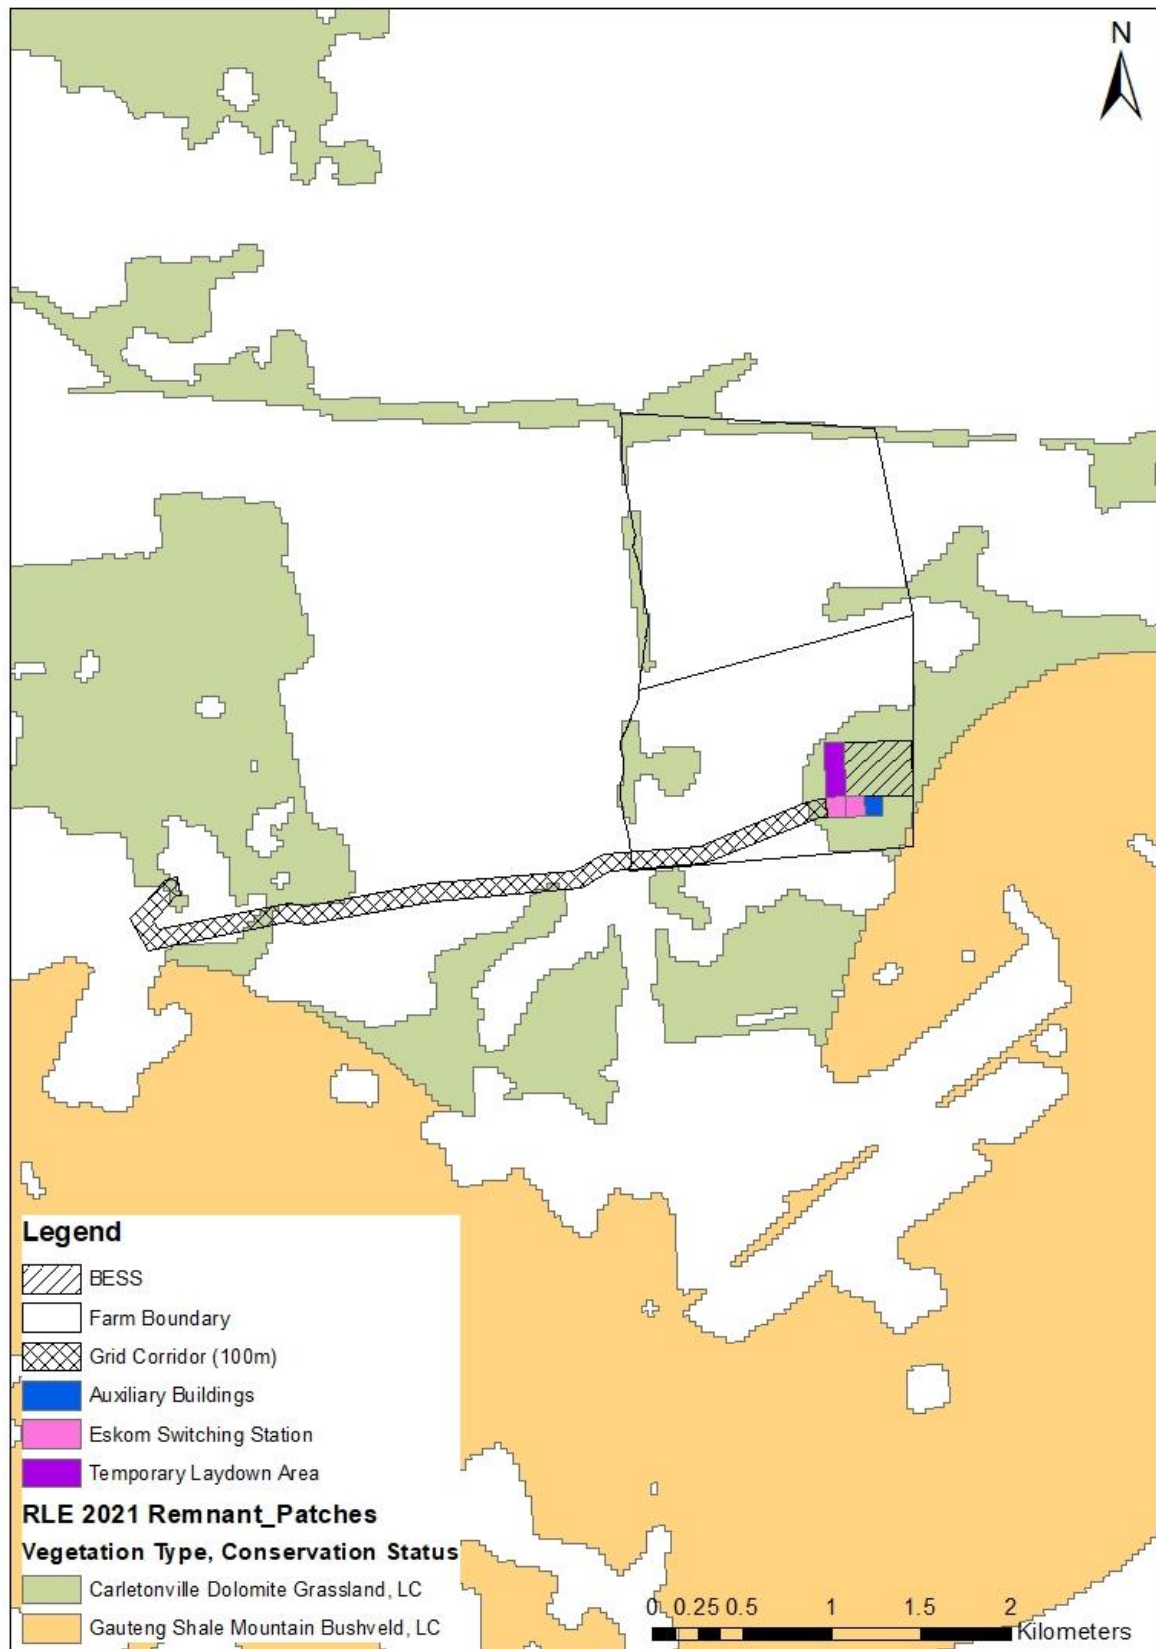 N
Legend
BESS
Farm Boundary
Grid Corridor (100m)
Auxiliary Buildings
Eskom Switching Station
Temporary Laydown Area
RLE 2021 Remnant_Patches
Vegetation Type, Conservation Status
Carletonville Dolomite Grassland, LC
Gauteng Shale Mountain Bushveld, LC
0 0.25 0.5 1 1.5 2
Kilometers